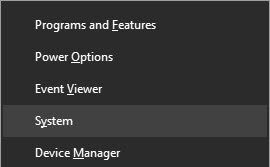 Programs and Features
Power Options
Event Viewer
System
Device Manager